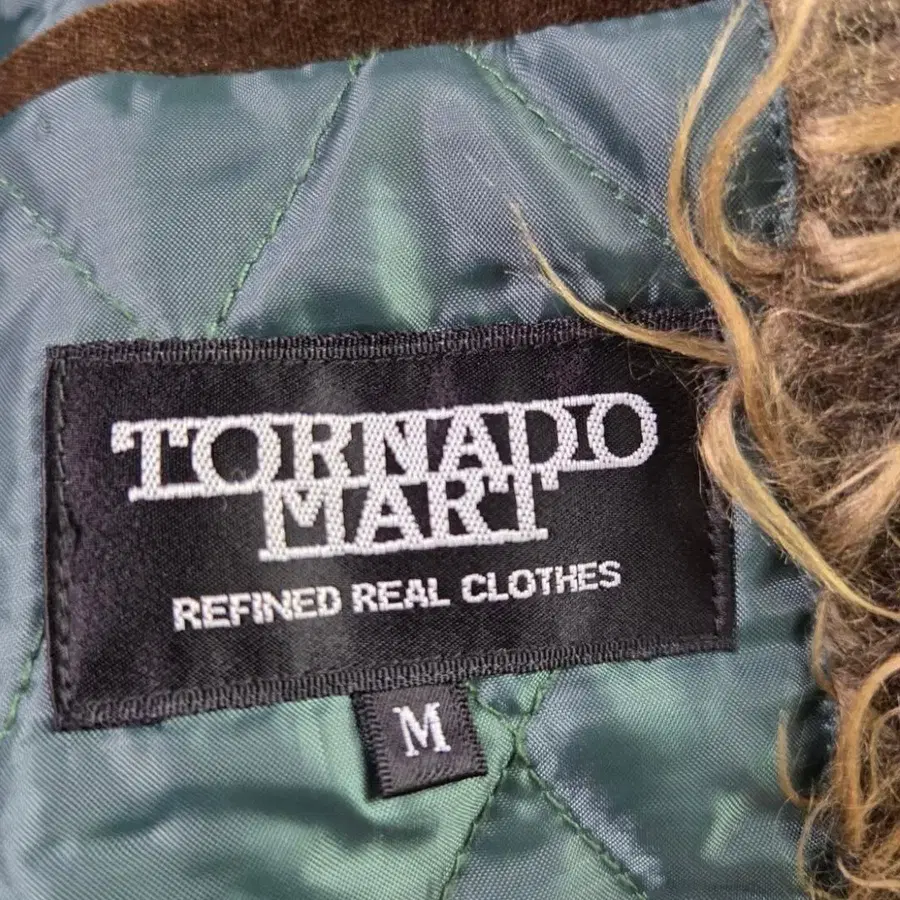 TORNADO
MART
REFINED REAL CLOTHES
M